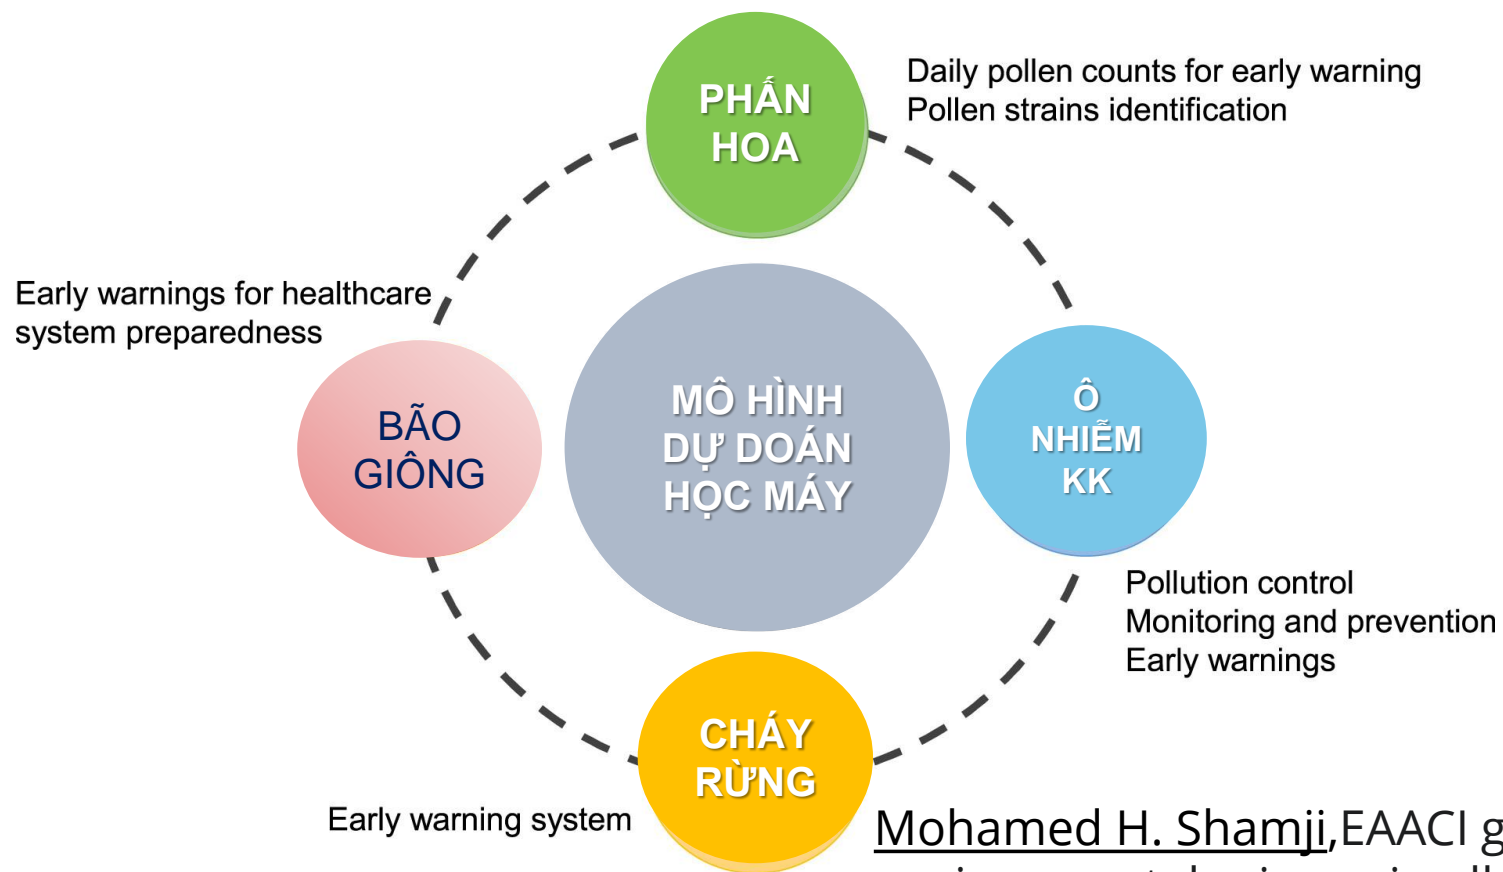 PHẤN
HOA
Daily pollen counts for early warning
Pollen strains identification
Early warnings for healthcare
system preparedness
BÃO
GIÔNG
MÔ HÌNH
DỰ DOÁN
HỌC MÁY
Ô
NHIỄM
KK
Pollution control
Monitoring and prevention
Early warnings
CHÁY
RỪNG
Early warning system
Mohamed H. Shamji,EAACI g